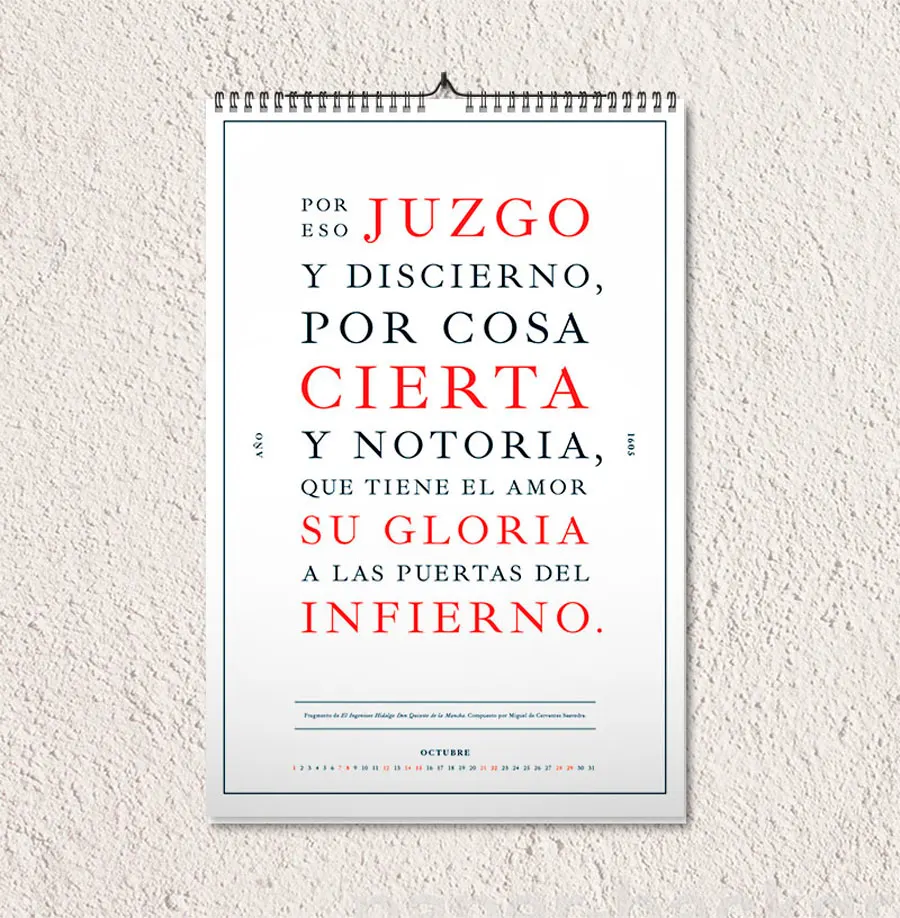 POR
ESO JUZGO
Y DISCIERNO,
POR COSA
CIERTA
Y NOTORIA,
AÑO
1605
QUE TIENE EL AMOR
SU GLORIA
A LAS PUERTAS DEL
INFIERNO.
Fragmento de El Ingenioso Hidalgo Don Quixote de la Mancha. Compuesto por Miguel de Cervantes Saavedra.
OCTUBRE
1 2 3 4 5 6 7 8 9 10 11 12 13 14 15 16 17 18 19 20 21 22 23 24 25 26 27 28 29 30 31